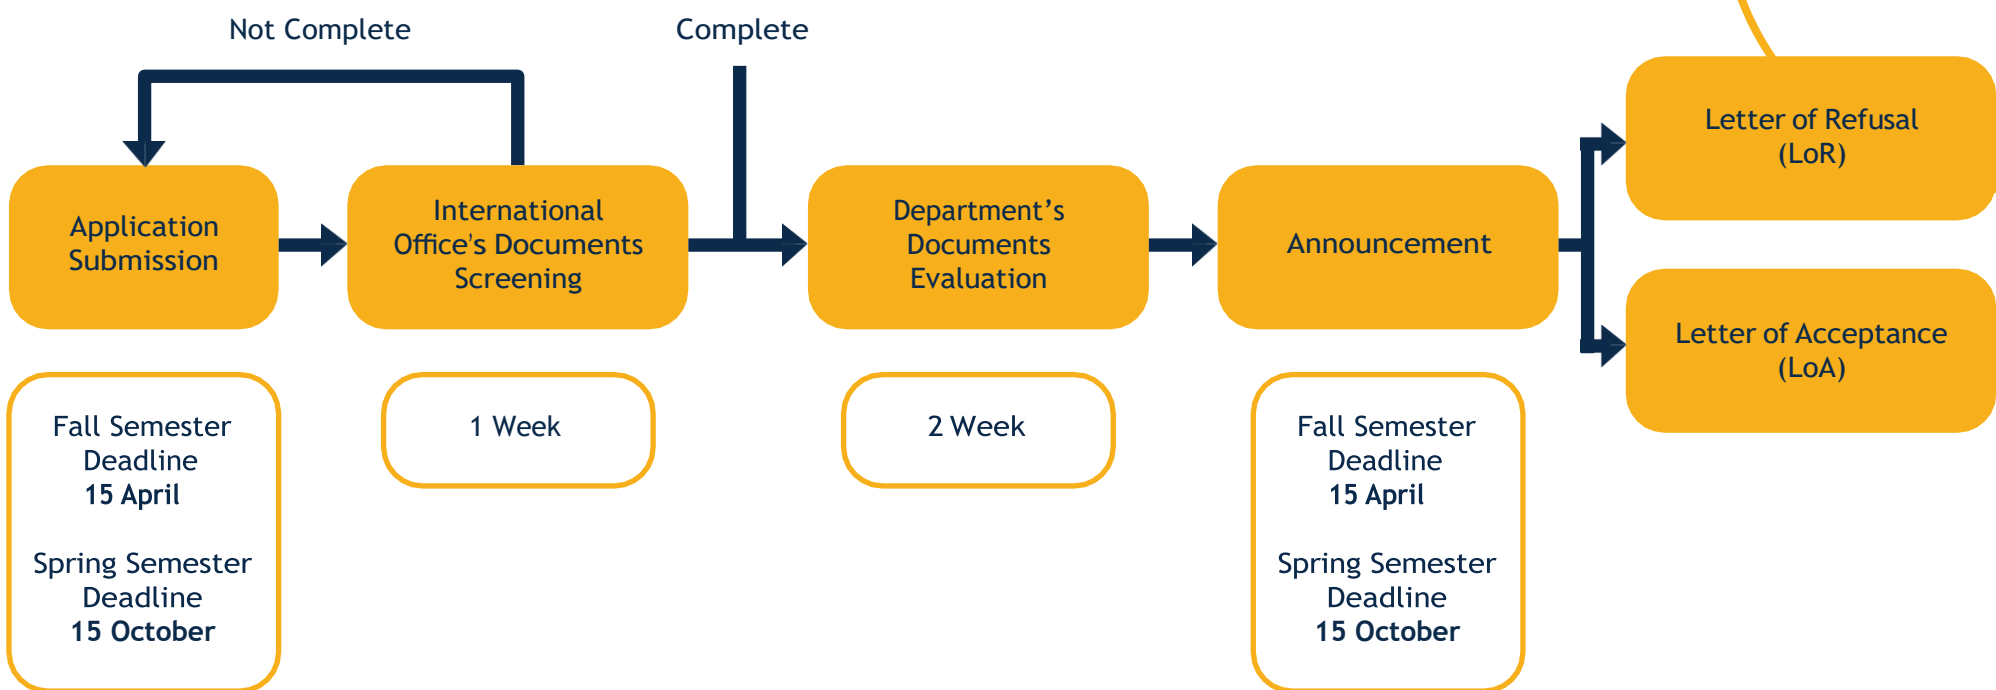 Not Complete
Complete
Application
Submission
International
Office's Documents
Screening
Department’s
Documents
Evaluation
Announcement
Letter of Refusal
(LoR)
Letter of Acceptance
(LoA)
Fall Semester
Deadline
15 April
Spring Semester
Deadline
15 October
1 Week
2 Week
Fall Semester
Deadline
15 April
Spring Semester
Deadline
15 October